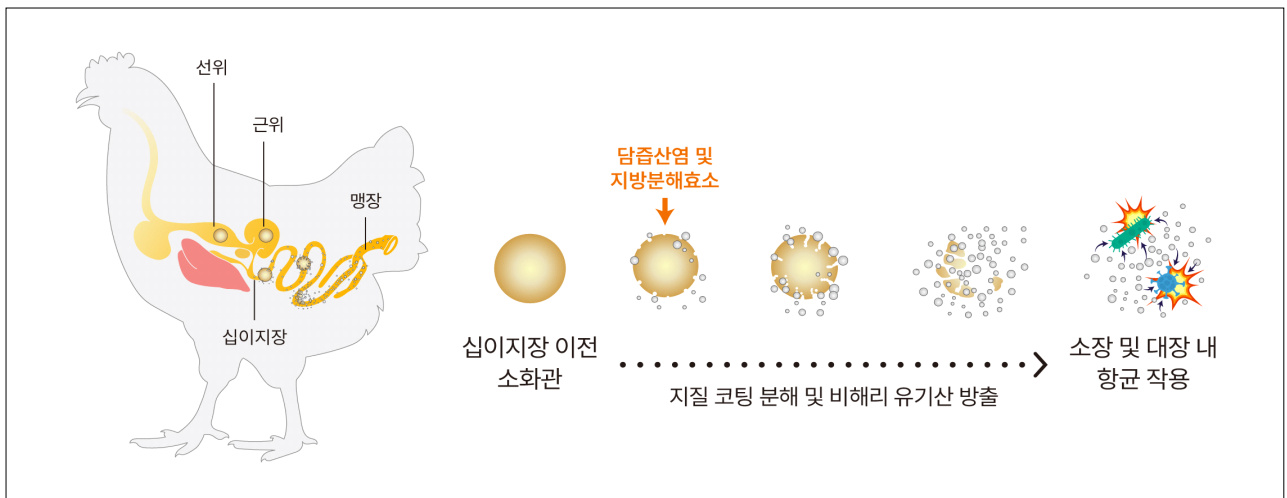 선위
근위
맹장
십이지장
담즙산염 및
지방분해효소
십이지장 이전
소화관
지질 코팅 분해 및 비해리 유기산 방출
소장 및 대장 내
항균 작용